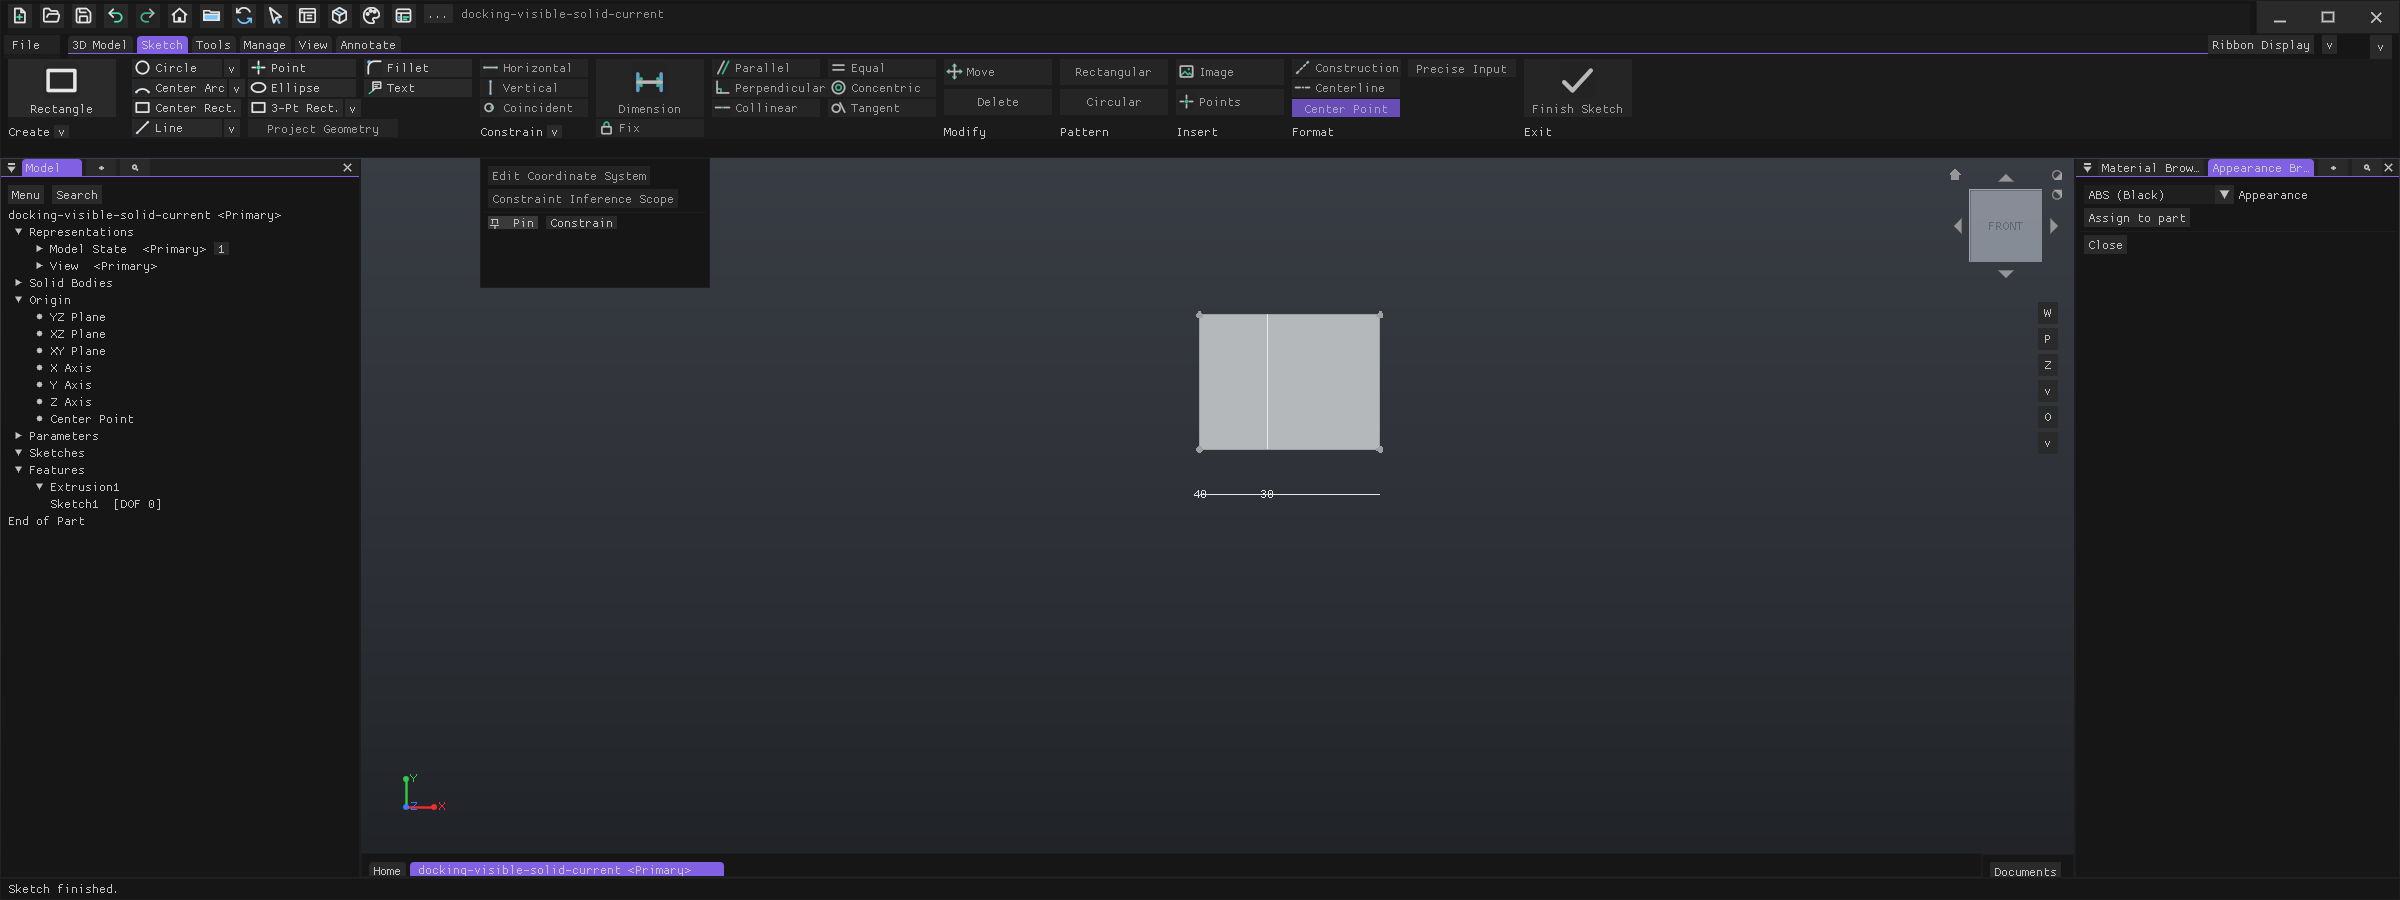 ... docking-visible-solid-current
File 3D Model Sketch Tools Manage View Annotate Ribbon Display v v
Circle v Point Fillet Horizontal Parallel Equal Move Rectangular Image Construction Precise Input
Center Arc v Ellipse Text Vertical Perpendicular Concentric Centerline
Rectangle Center Rect. 3-Pt Rect. v Coincident Dimension Collinear Tangent Delete Circular Points Center Point Finish Sketch
Line v Project Geometry Fix
Create v Constrain v Modify Pattern Insert Format Exit
Model
Menu Search
docking-visible-solid-current <Primary>
Representations
Model State <Primary> 1
View <Primary>
Solid Bodies
Origin
YZ Plane
XZ Plane
XY Plane
X Axis
Y Axis
Z Axis
Center Point
Parameters
Sketches
Features
Extrusion1
Sketch1 [DOF 0]
End of Part
Edit Coordinate System
Constraint Inference Scope
Pin Constrain
40 30
Y
Z X
FRONT
W
P
Z
v
O
v
Material Brow... Appearance Br...
ABS (Black) Appearance
Assign to part
Close
Home docking-visible-solid-current <Primary> Documents
Sketch finished.